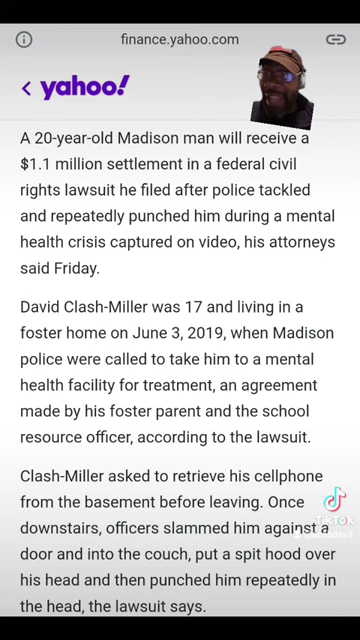 finance.yahoo.com
yahoo!
A 20-year-old Madison man will receive a
$1.1 million settlement in a federal civil
rights lawsuit he filed after police tackled
and repeatedly punched him during a mental
health crisis captured on video, his attorneys
said Friday.
David Clash-Miller was 17 and living in a
foster home on June 3, 2019, when Madison
police were called to take him to a mental
health facility for treatment, an agreement
made by his foster parent and the school
resource officer, according to the lawsuit.
Clash-Miller asked to retrieve his cellphone
from the basement before leaving. Once
downstairs, officers slammed him against a
door and into the couch, put a spit hood over
his head and then punched him repeatedly in
the head, the lawsuit says.
TikTok